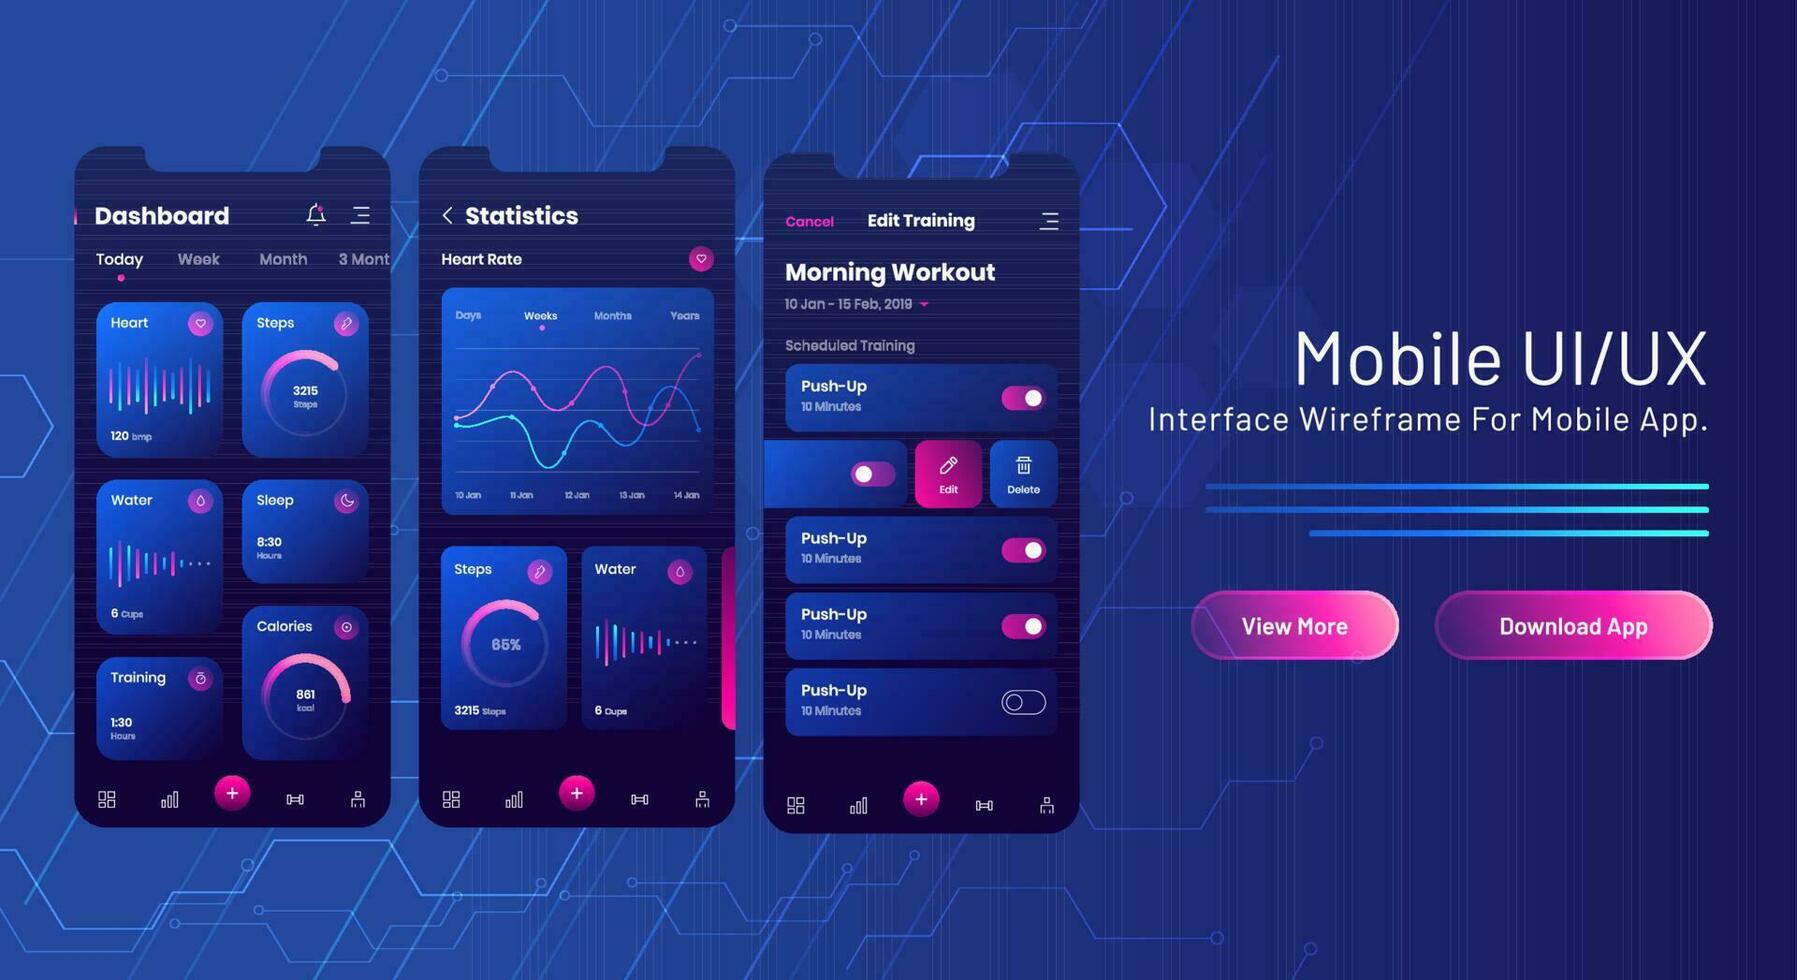 Dashboard
Today Week Month 3 Mont
Heart
120 bmp
Steps
3215
Steps
Water
6 Cups
Sleep
8:30
Hours
Calories
861
kcal
Training
1:30
Hours
Statistics
Heart Rate
Days Weeks Months Years
10 Jan 11 Jan 12 Jan 13 Jan 14 Jan
Steps
65%
3215 Steps
Water
6 Cups
Cancel Edit Training
Morning Workout
10 Jan - 15 Feb, 2019
Scheduled Training
Push-Up
10 Minutes
Edit
Delete
Push-Up
10 Minutes
Push-Up
10 Minutes
Push-Up
10 Minutes
Mobile UI/UX
Interface Wireframe For Mobile App.
View More
Download App